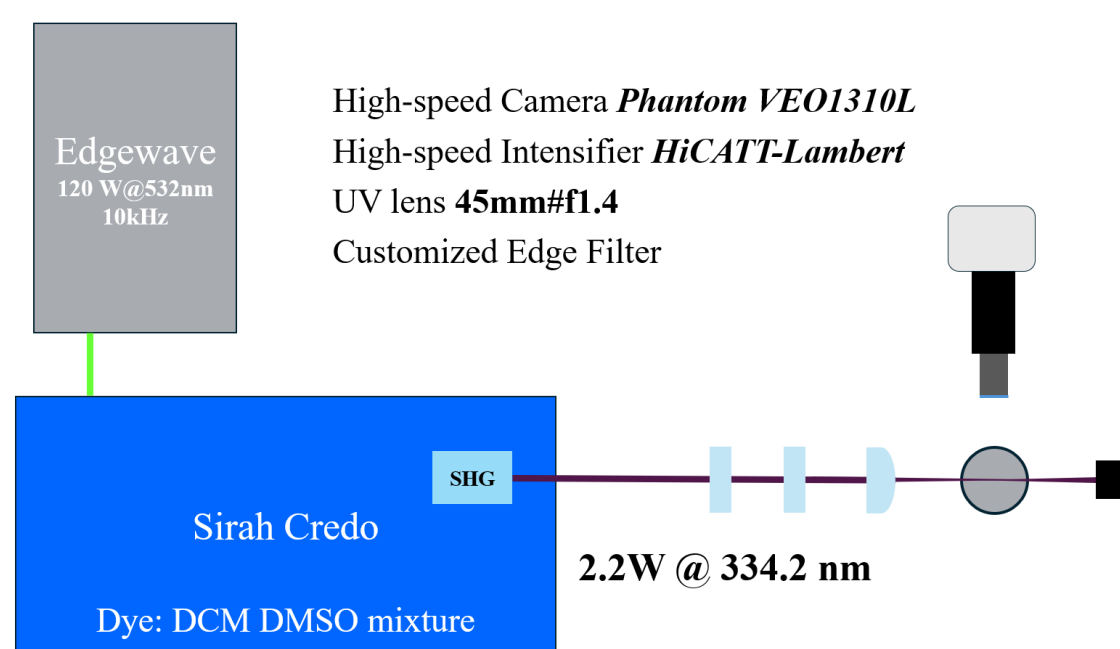 Edgewave
120 W@532nm
10kHz
High-speed Camera Phantom VEO1310L
High-speed Intensifier HiCATT-Lambert
UV lens 45mm#f1.4
Customized Edge Filter
SHG
Sirah Credo
2.2W @ 334.2 nm
Dye: DCM DMSO mixture